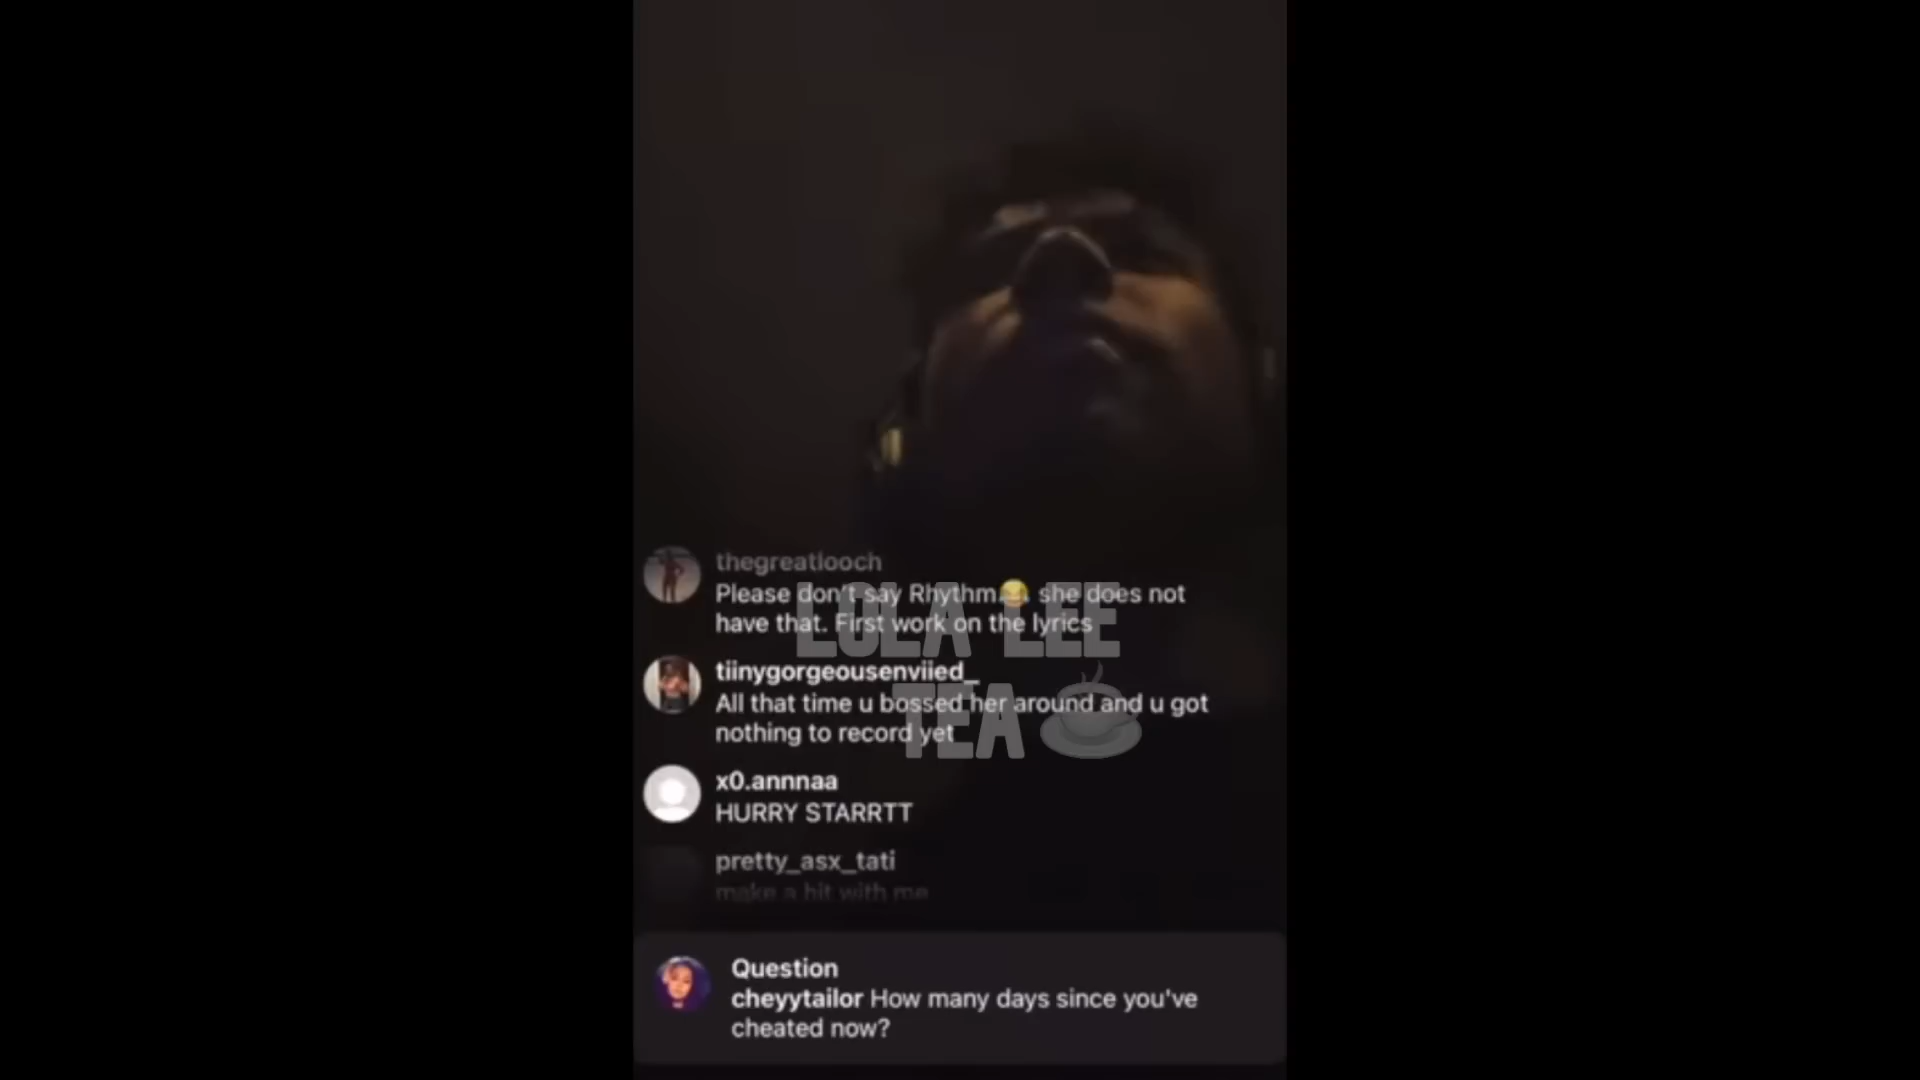 thegreatlooch
Please don't say Rhythm😂 she does not
have that. First work on the lyrics
LOLA LEE
tiinygorgeousenviied_
All that time u bossed her around and u got
nothing to record yet
TEA
x0.annnaa
HURRY STARRTT
pretty_asx_tati
make a hit with me
Question
cheyytailor How many days since you've
cheated now?